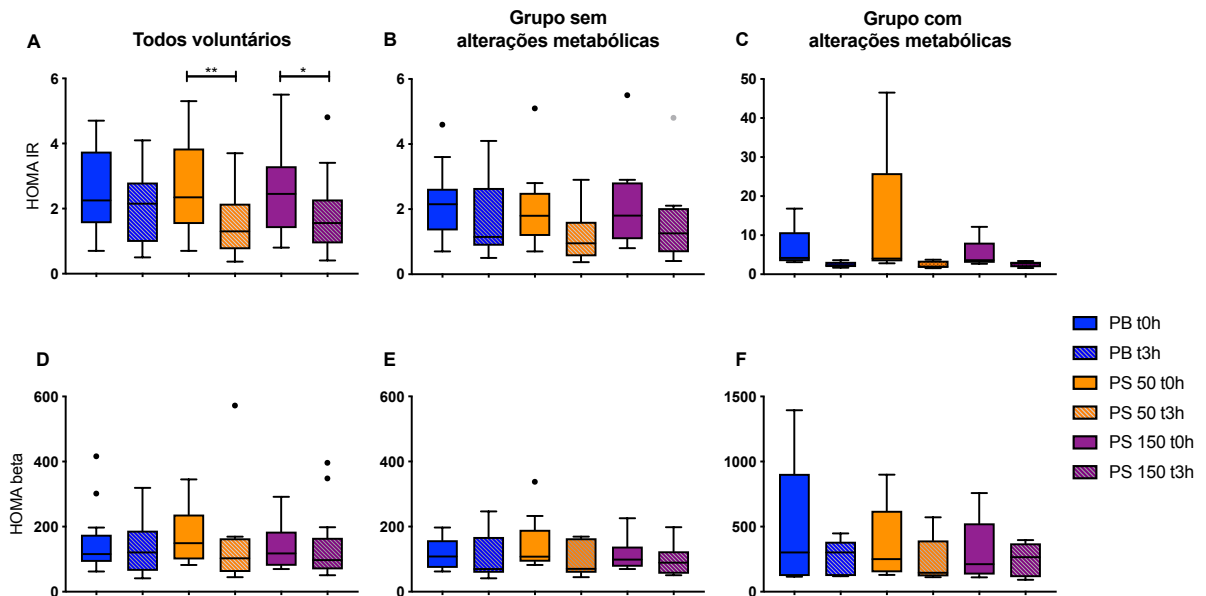 A
Todos voluntários
B
Grupo sem
alterações metabólicas
C
Grupo com
alterações metabólicas
HOMA IR
6
4
2
0
**
*
6
4
2
0
50
40
30
20
10
0
D
E
F
HOMA beta
600
400
200
0
600
400
200
0
1500
1000
500
0
PB t0h
PB t3h
PS 50 t0h
PS 50 t3h
PS 150 t0h
PS 150 t3h